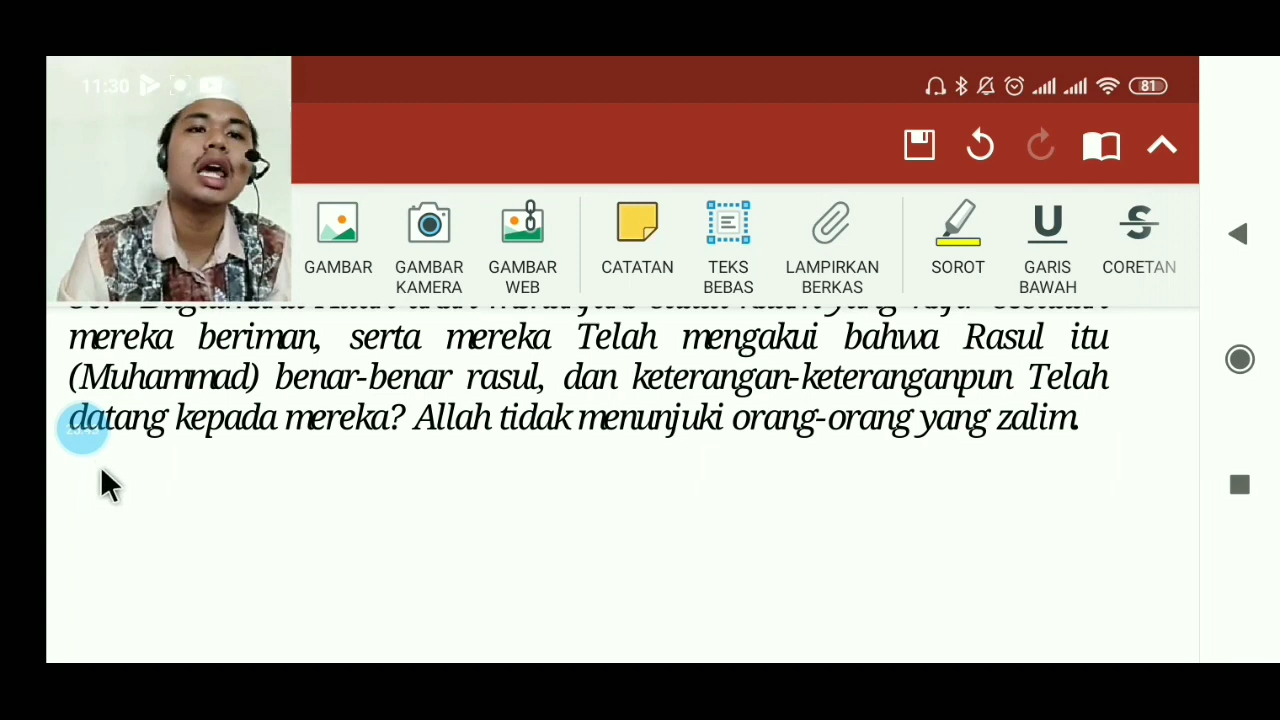 11:30
81
GAMBAR
GAMBAR
KAMERA
GAMBAR
WEB
CATATAN
TEKS
BEBAS
LAMPIRKAN
BERKAS
SOROT
GARIS
BAWAH
CORETAN
mereka beriman, serta mereka Telah mengakui bahwa Rasul itu
(Muhammad) benar-benar rasul, dan keterangan-keteranganpun Telah
datang kepada mereka? Allah tidak menunjuki orang-orang yang zalim.